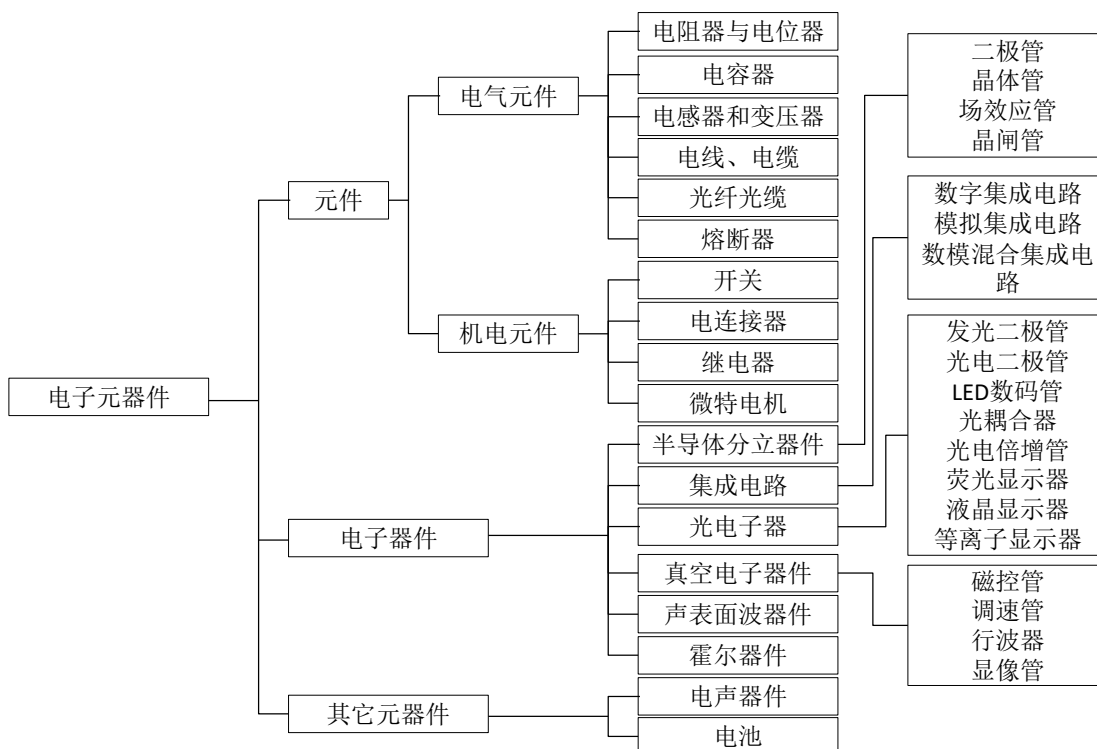 电子元器件
元件
电气元件
电阻器与电位器
电容器
电感器和变压器
电线、电缆
光纤光缆
熔断器
机电元件
开关
电连接器
继电器
微特电机
电子器件
半导体分立器件
二极管
晶体管
场效应管
晶闸管
集成电路
数字集成电路
模拟集成电路
数模混合集成电
路
光电子器
发光二极管
光电二极管
LED数码管
光耦合器
光电倍增管
荧光显示器
液晶显示器
等离子显示器
真空电子器件
磁控管
调速管
行波器
显像管
声表面波器件
霍尔器件
其它元器件
电声器件
电池